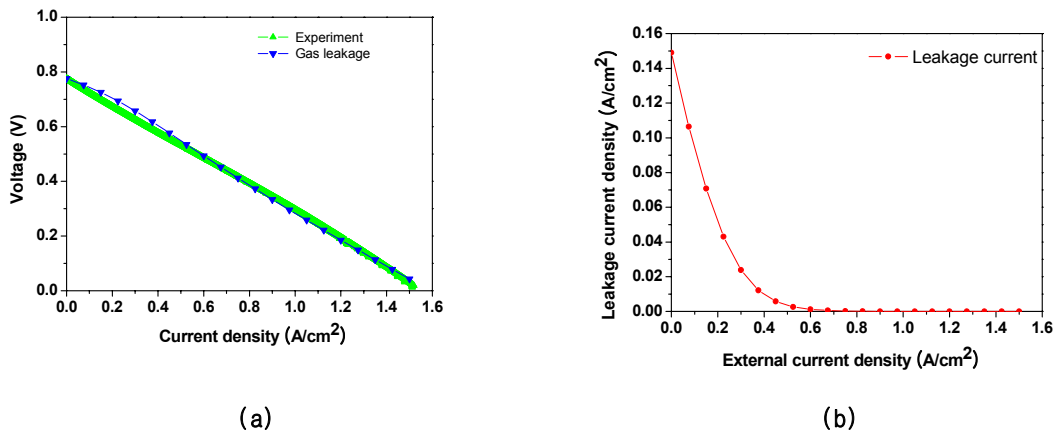 1.0
0.8
0.6
0.4
0.2
0.0
Voltage (V)
Experiment
Gas leakage
0.0 0.2 0.4 0.6 0.8 1.0 1.2 1.4 1.6
Current density (A/cm²)
(a)
0.16
0.14
0.12
0.10
0.08
0.06
0.04
0.02
0.00
Leakage current density (A/cm²)
Leakage current
0.0 0.2 0.4 0.6 0.8 1.0 1.2 1.4 1.6
External current density (A/cm²)
(b)